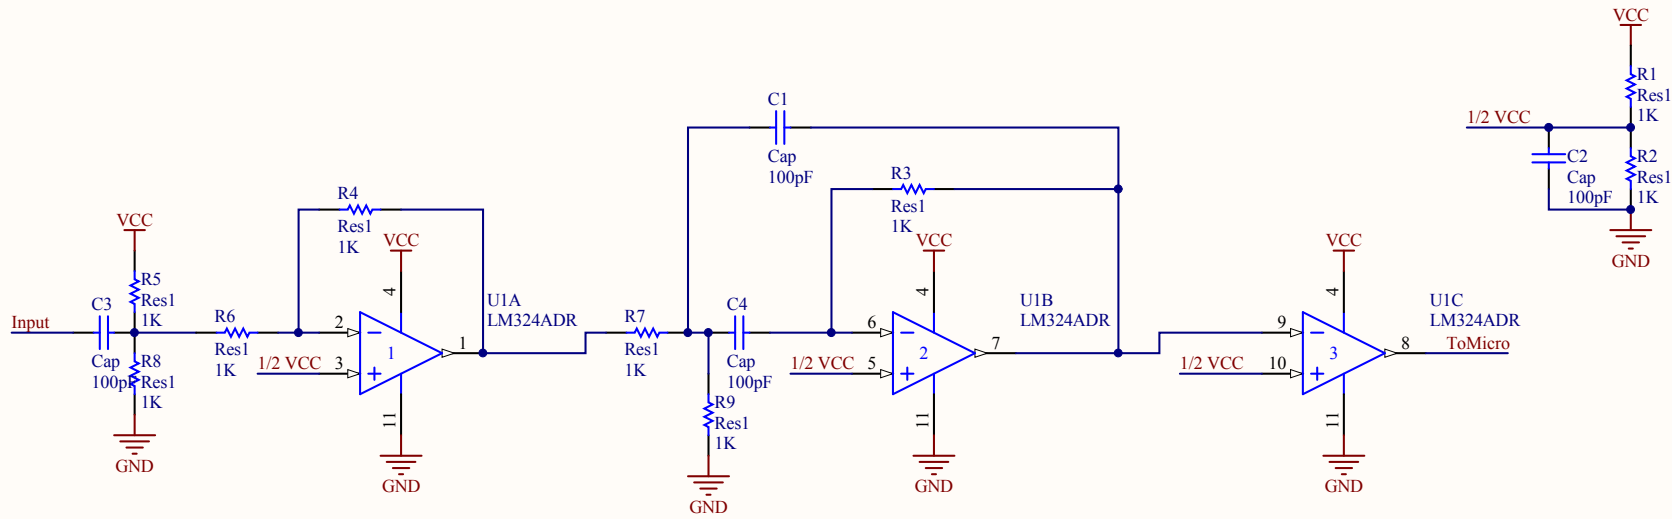 VCC
R1
Res1
1K
1/2 VCC
C2
Cap
100pF
R2
Res1
1K
GND
C1
Cap
100pF
R3
Res1
1K
R4
Res1
1K
VCC
R5
Res1
1K
C3
Cap
Input
R8
Res1
1K
GND
R6
Res1
1K
1/2 VCC
VCC
4
2
3
1
1
11
U1A
LM324ADR
GND
R7
Res1
1K
C4
Cap
100pF
R9
Res1
1K
GND
1/2 VCC
VCC
4
6
5
2
7
11
U1B
LM324ADR
GND
1/2 VCC
VCC
4
9
10
3
8
11
U1C
LM324ADR
ToMicro
GND